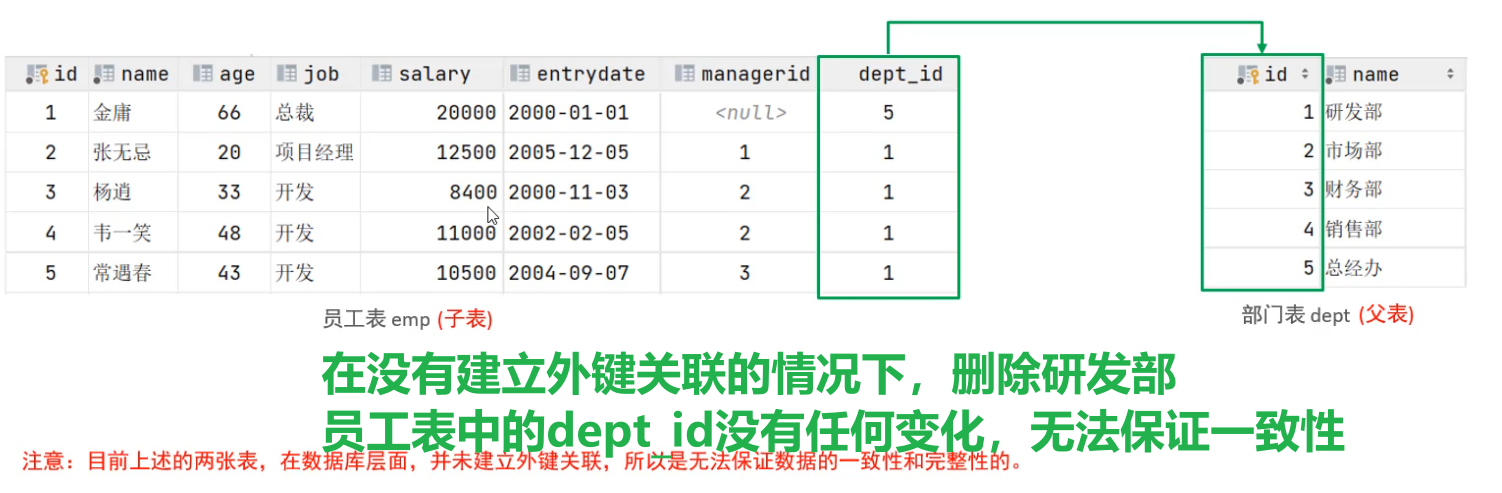 id name age job salary entrydate managerid dept_id
1 金庸 66 总裁 20000 2000-01-01 <null> 5
2 张无忌 20 项目经理 12500 2005-12-05 1 1
3 杨逍 33 开发 8400 2000-11-03 2 1
4 韦一笑 48 开发 11000 2002-02-05 2 1
5 常遇春 43 开发 10500 2004-09-07 3 1
员工表 emp (子表)
id name
1 研发部
2 市场部
3 财务部
4 销售部
5 总经办
部门表 dept (父表)
在没有建立外键关联的情况下，删除研发部
员工表中的dept_id没有任何变化，无法保证一致性
注意：目前上述的两张表，在数据库层面，并未建立外键关联，所以是无法保证数据的一致性和完整性的。